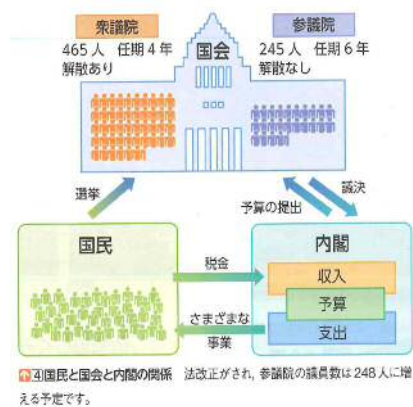 衆議院
465人 任期4年
解散あり
国会
参議院
245人 任期6年
解散なし
選挙
予算の提出
議決
国民
税金
さまざまな
事業
内閣
収入
予算
支出
④国民と国会と内閣の関係 法改正がされ,参議院の議員数は248人に増
える予定です。